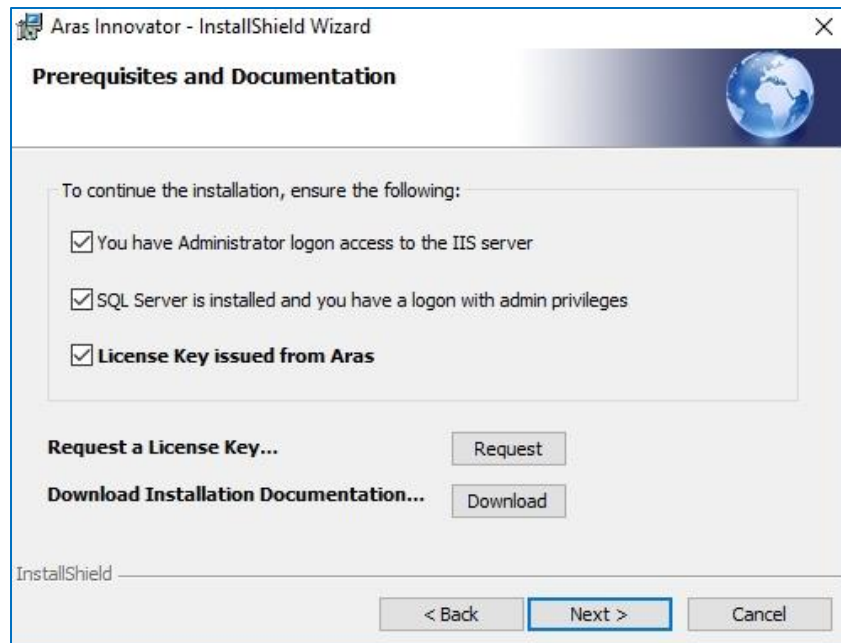 Aras Innovator - InstallShield Wizard
Prerequisites and Documentation
To continue the installation, ensure the following:
You have Administrator logon access to the IIS server
SQL Server is installed and you have a logon with admin privileges
License Key issued from Aras
Request a License Key...
Request
Download Installation Documentation...
Download
InstallShield
< Back
Next >
Cancel